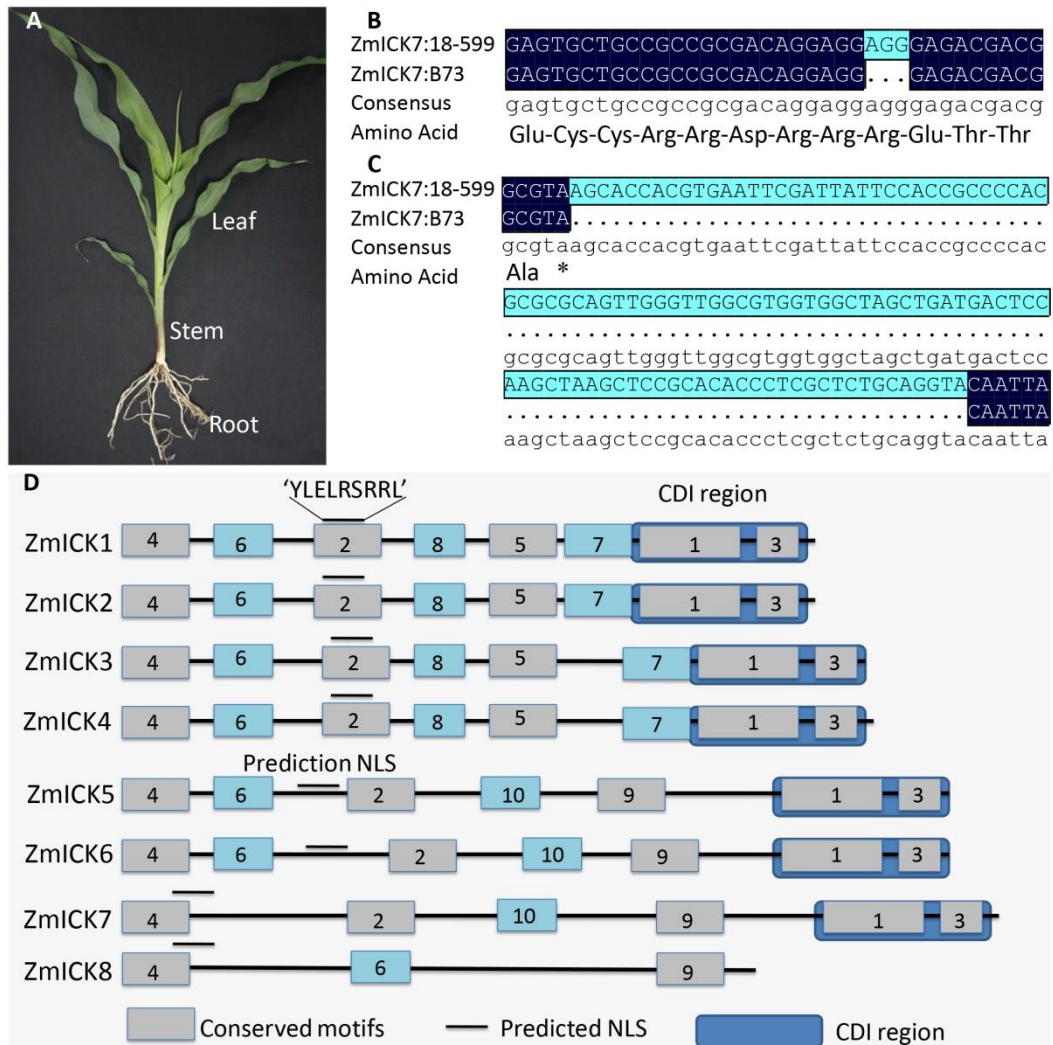 A
Leaf
Stem
Root
B
ZmICK7:18-599 GAGTGCTGCCGCCGCGACAGGAGGAGGGAGACGACG
ZmICK7:B73 GAGTGCTGCCGCCGCGACAGGAGG...GAGACGACG
Consensus gagtgctgccgccgcgacaggaggagggagacgacg
Amino Acid Glu-Cys-Cys-Arg-Arg-Asp-Arg-Arg-Arg-Glu-Thr-Thr
C
ZmICK7:18-599 GCGTAAGCACCACGTGAATTCGATTATTCCACCGCCCCAC
ZmICK7:B73 GCGTA...................................
Consensus gcgtaagcaccacgtgaattcgattattccaccgccccac
Amino Acid Ala *
GCGCGCAGTTGGGTTGGCGTGGTGGCTAGCTGATGACTCC
........................................
gcgcgcagttgggttggcgtggtggctagctgatgactcc
AAGCTAAGCTCCGCACACCCTCGCTCTGCAGGTACAATTA
..................................CAATTA
aagctaagctccgcacaccctcgctctgcaggtacaatta
D
'YLELRSRRL' CDI region
ZmICK1 4 6 2 8 5 7 1 3
ZmICK2 4 6 2 8 5 7 1 3
ZmICK3 4 6 2 8 5 7 1 3
ZmICK4 4 6 2 8 5 7 1 3
Prediction NLS
ZmICK5 4 6 2 10 9 1 3
ZmICK6 4 6 2 10 9 1 3
ZmICK7 4 2 10 9 1 3
ZmICK8 4 6 9
Conserved motifs Predicted NLS CDI region